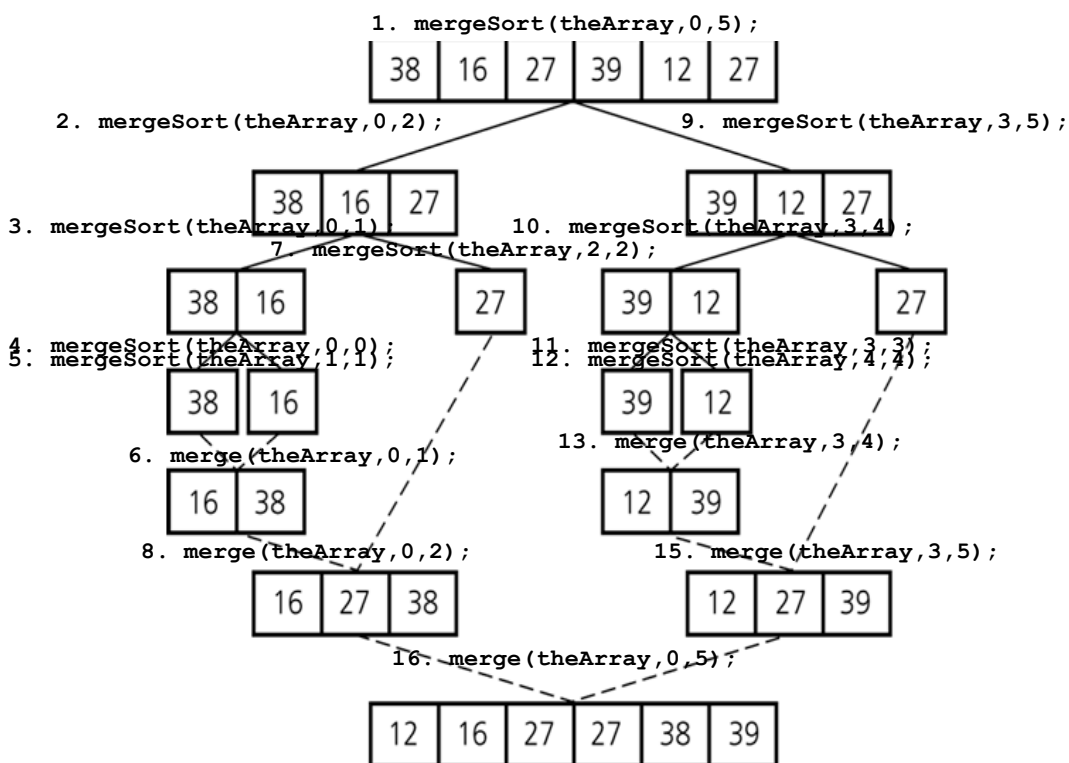 1. mergeSort(theArray,0,5);
38 16 27 39 12 27
2. mergeSort(theArray,0,2);
9. mergeSort(theArray,3,5);
38 16 27
39 12 27
3. mergeSort(theArray,0,1);
10. mergeSort(theArray,3,4);
7. mergeSort(theArray,2,2);
38 16
27
39 12
27
4. mergeSort(theArray,0,0);
11. mergeSort(theArray,3,3);
5. mergeSort(theArray,1,1);
12. mergeSort(theArray,4,4);
38 16
39 12
13. merge(theArray,3,4);
6. merge(theArray,0,1);
16 38
12 39
8. merge(theArray,0,2);
15. merge(theArray,3,5);
16 27 38
12 27 39
16. merge(theArray,0,5);
12 16 27 27 38 39